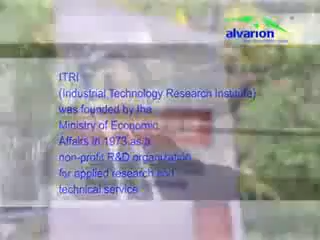 alvarion
ITRI
(Industrial Technology Research Institute)
was founded by the
Ministry of Economic
Affairs in 1973 as a
non-profit R&D organization
for applied research and
technical service